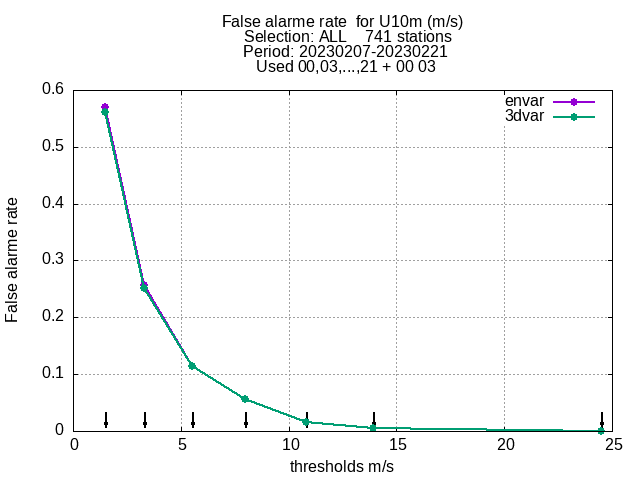 False alarme rate  for U10m (m/s)
Selection: ALL    741 stations
Period: 20230207-20230221
Used 00,03,...,21 + 00 03
envar
3dvar
0.6
0.5
0.4
0.3
0.2
0.1
0
False alarme rate
0 5 10 15 20 25
thresholds m/s